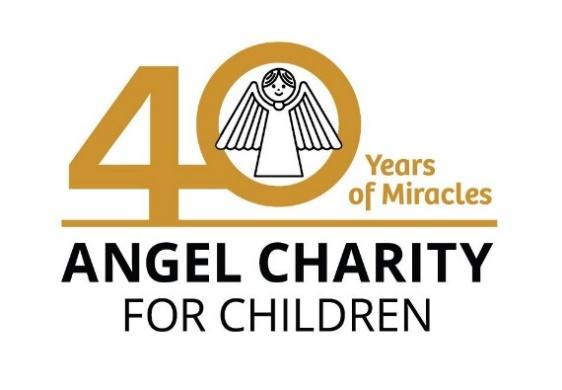 40
Years
of Miracles
ANGEL CHARITY
FOR CHILDREN